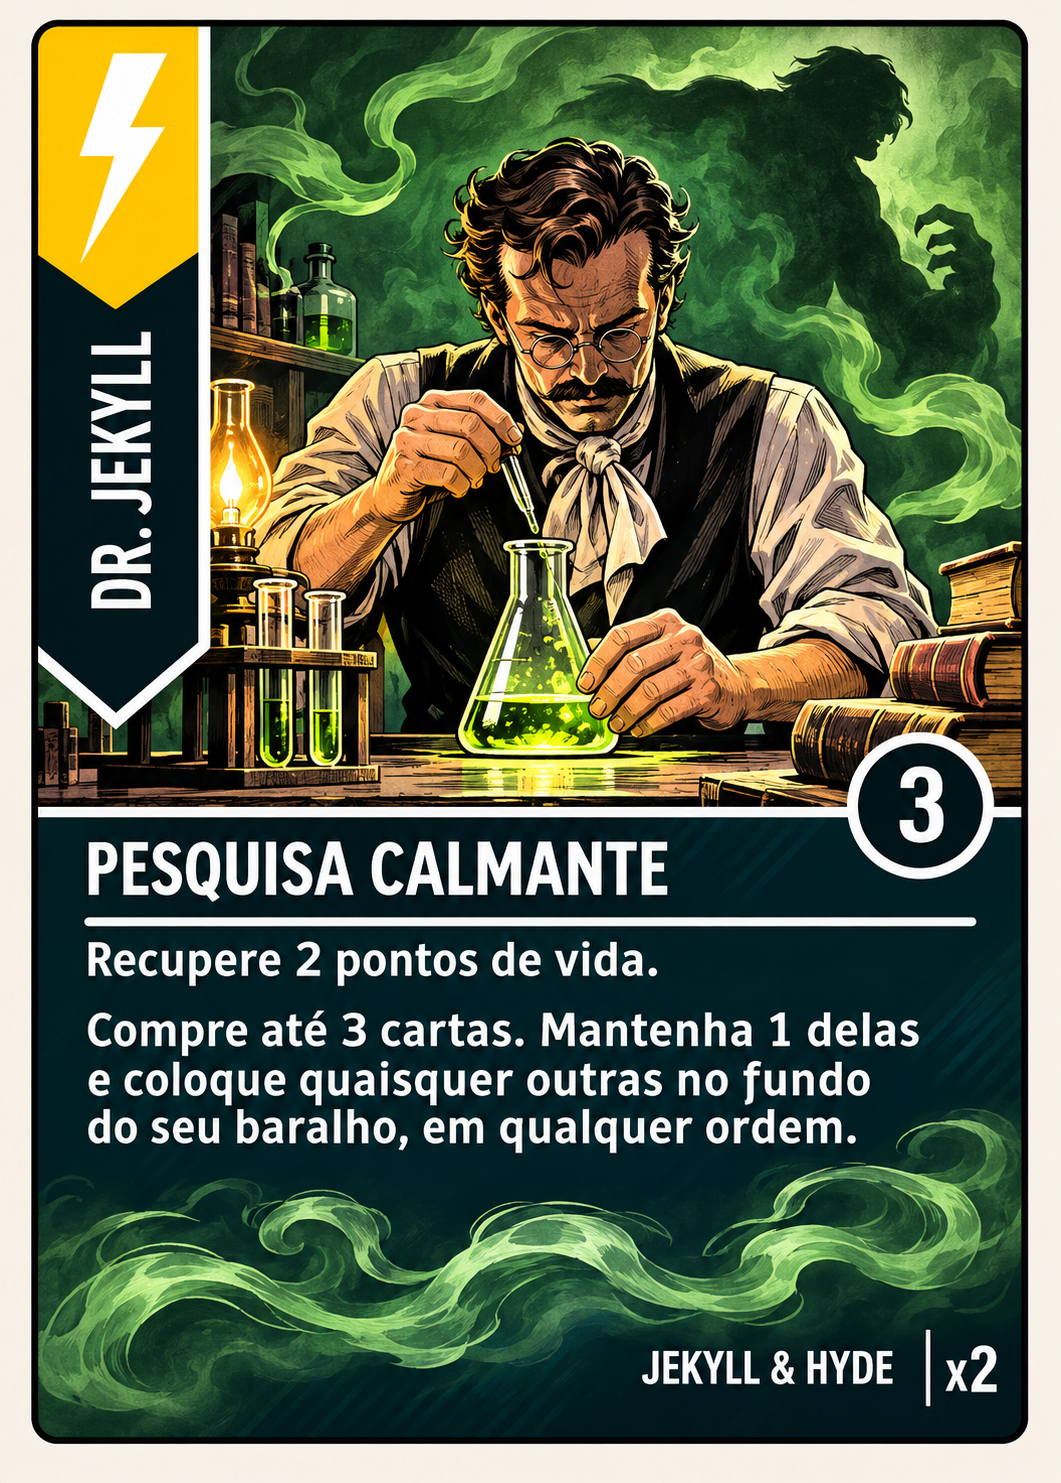 DR. JEKYLL
3
PESQUISA CALMANTE
Recupere 2 pontos de vida.
Compre até 3 cartas. Mantenha 1 delas
e coloque quaisquer outras no fundo
do seu baralho, em qualquer ordem.
JEKYLL & HYDE | x2